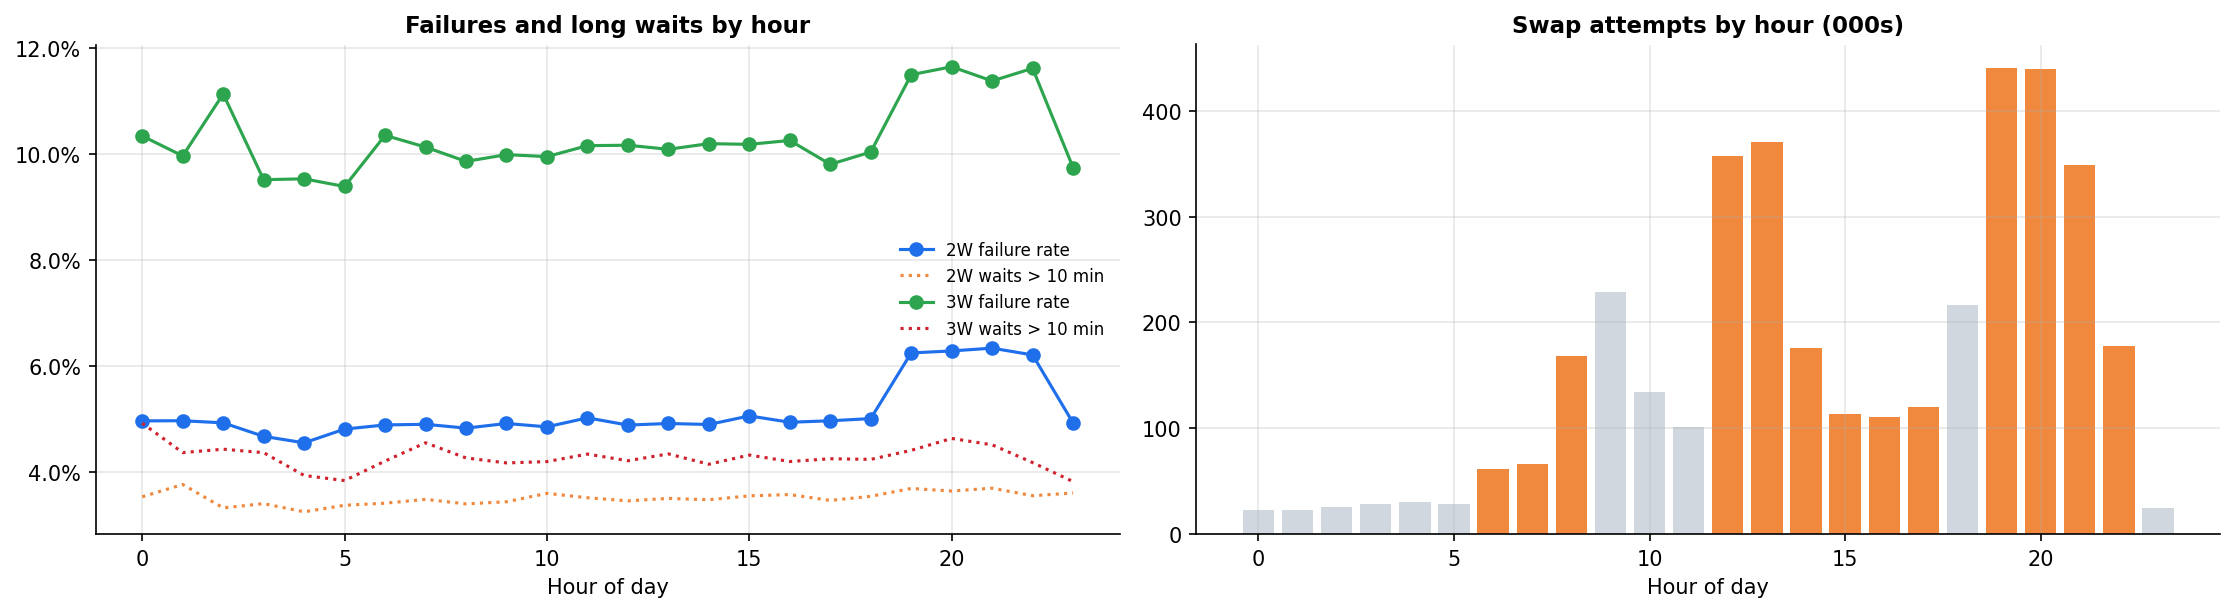 Failures and long waits by hour
12.0%
10.0%
8.0%
6.0%
4.0%
2W failure rate
2W waits > 10 min
3W failure rate
3W waits > 10 min
0
5
10
15
20
Hour of day
Swap attempts by hour (000s)
400
300
200
100
0
0
5
10
15
20
Hour of day